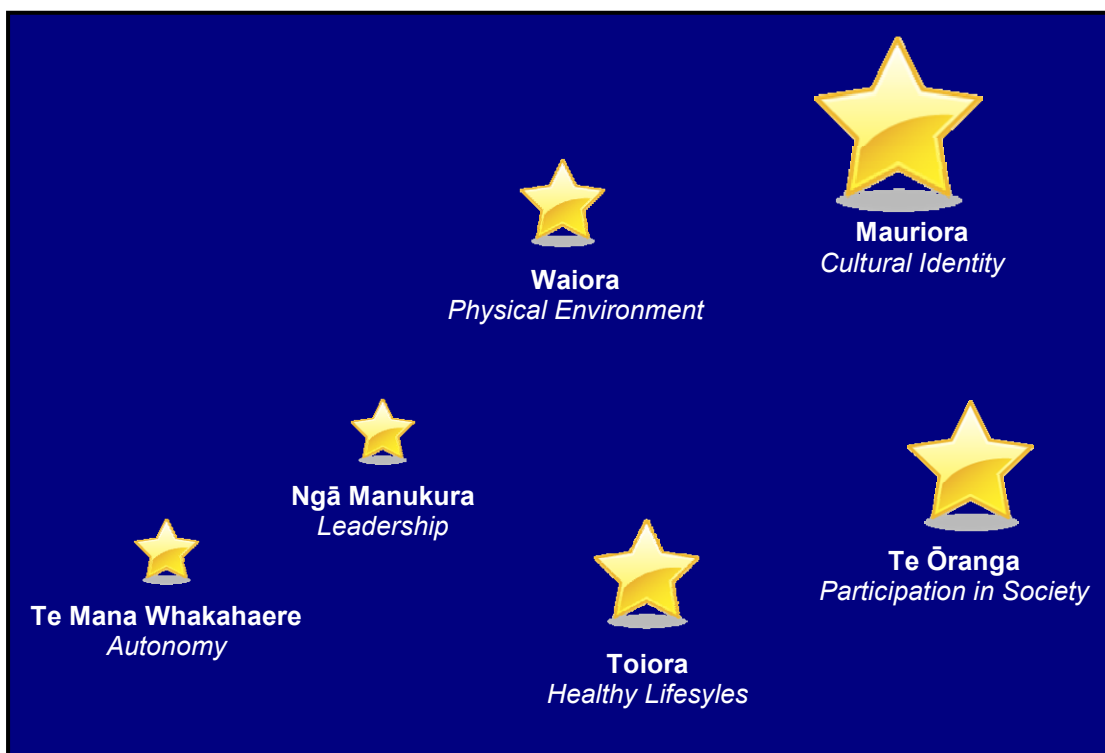 Mauriora
Cultural Identity
Waiora
Physical Environment
Ngā Manukura
Leadership
Te Mana Whakahaere
Autonomy
Te Ōranga
Participation in Society
Toiora
Healthy Lifesyles